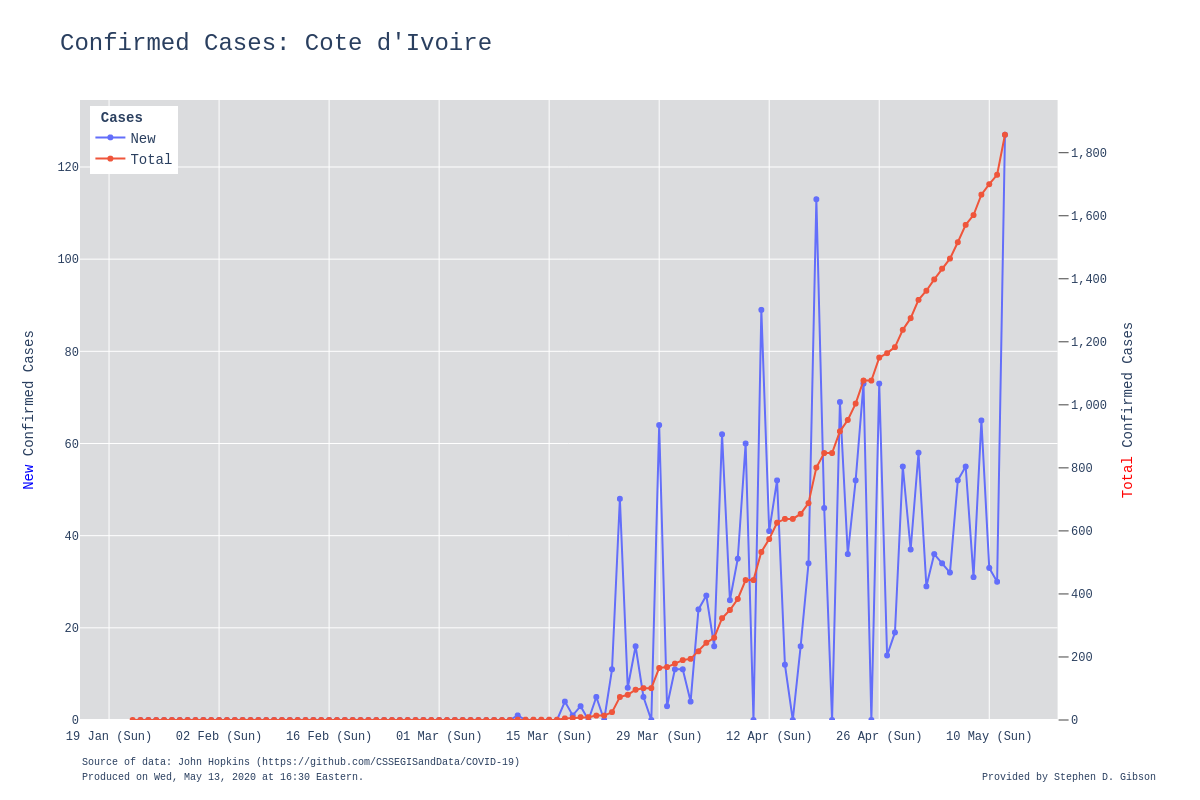 Confirmed Cases: Cote d'Ivoire
Cases
New
Total
120
100
80
60
40
20
0
1,800
1,600
1,400
1,200
1,000
800
600
400
200
0
New Confirmed Cases
Total Confirmed Cases
19 Jan (Sun) 02 Feb (Sun) 16 Feb (Sun) 01 Mar (Sun) 15 Mar (Sun) 29 Mar (Sun) 12 Apr (Sun) 26 Apr (Sun) 10 May (Sun)
Source of data: John Hopkins (https://github.com/CSSEGISandData/COVID-19)
Produced on Wed, May 13, 2020 at 16:30 Eastern.
Provided by Stephen D. Gibson